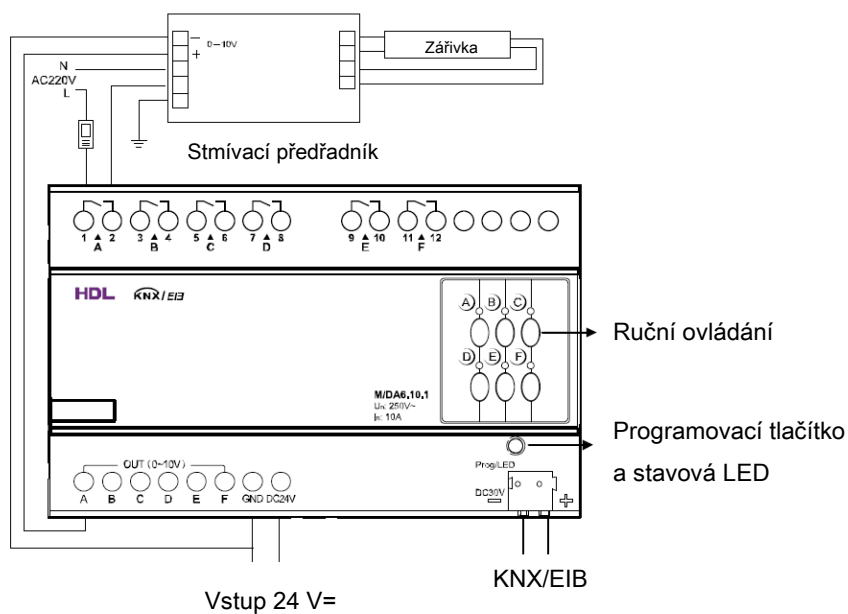 −
0−10V
+
Zářivka
N
AC220V
L
Stmívací předřadník
1 ▲ 2 3 ▲ 4 5 ▲ 6 7 ▲ 8 9 ▲ 10 11 ▲ 12
A B C D E F
HDL KNX / EIB
A B C
Ruční ovládání
D E F
M/DA6.10.1
Un: 250V~
In: 10A
Programovací tlačítko
a stavová LED
OUT (0~10V)
Prog/LED
DC30V
− +
A B C D E F GND DC24V
KNX/EIB
Vstup 24 V=